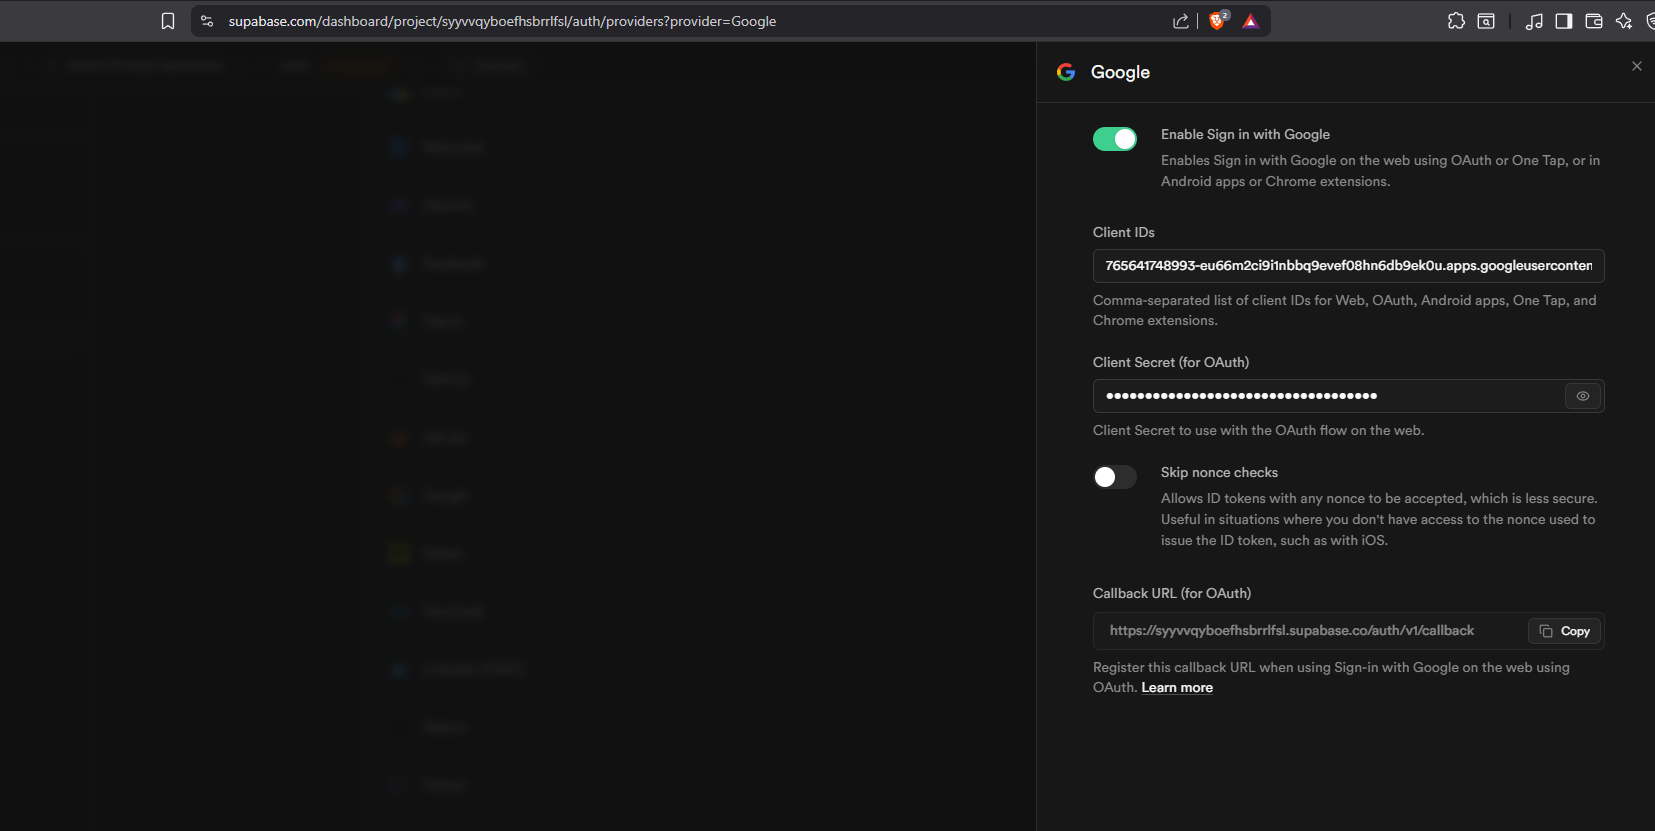 supabase.com/dashboard/project/syyvvqyboefhsbrrlfsl/auth/providers?provider=Google
2
Google
Enable Sign in with Google
Enables Sign in with Google on the web using OAuth or One Tap, or in
Android apps or Chrome extensions.
Client IDs
765641748993-eu66m2ci9i1nbbq9evef08hn6db9ek0u.apps.googleuserconten
Comma-separated list of client IDs for Web, OAuth, Android apps, One Tap, and
Chrome extensions.
Client Secret (for OAuth)
Client Secret to use with the OAuth flow on the web.
Skip nonce checks
Allows ID tokens with any nonce to be accepted, which is less secure.
Useful in situations where you don't have access to the nonce used to
issue the ID token, such as with iOS.
Callback URL (for OAuth)
https://syyvvqyboefhsbrrlfsl.supabase.co/auth/v1/callback
Copy
Register this callback URL when using Sign-in with Google on the web using
OAuth. Learn more